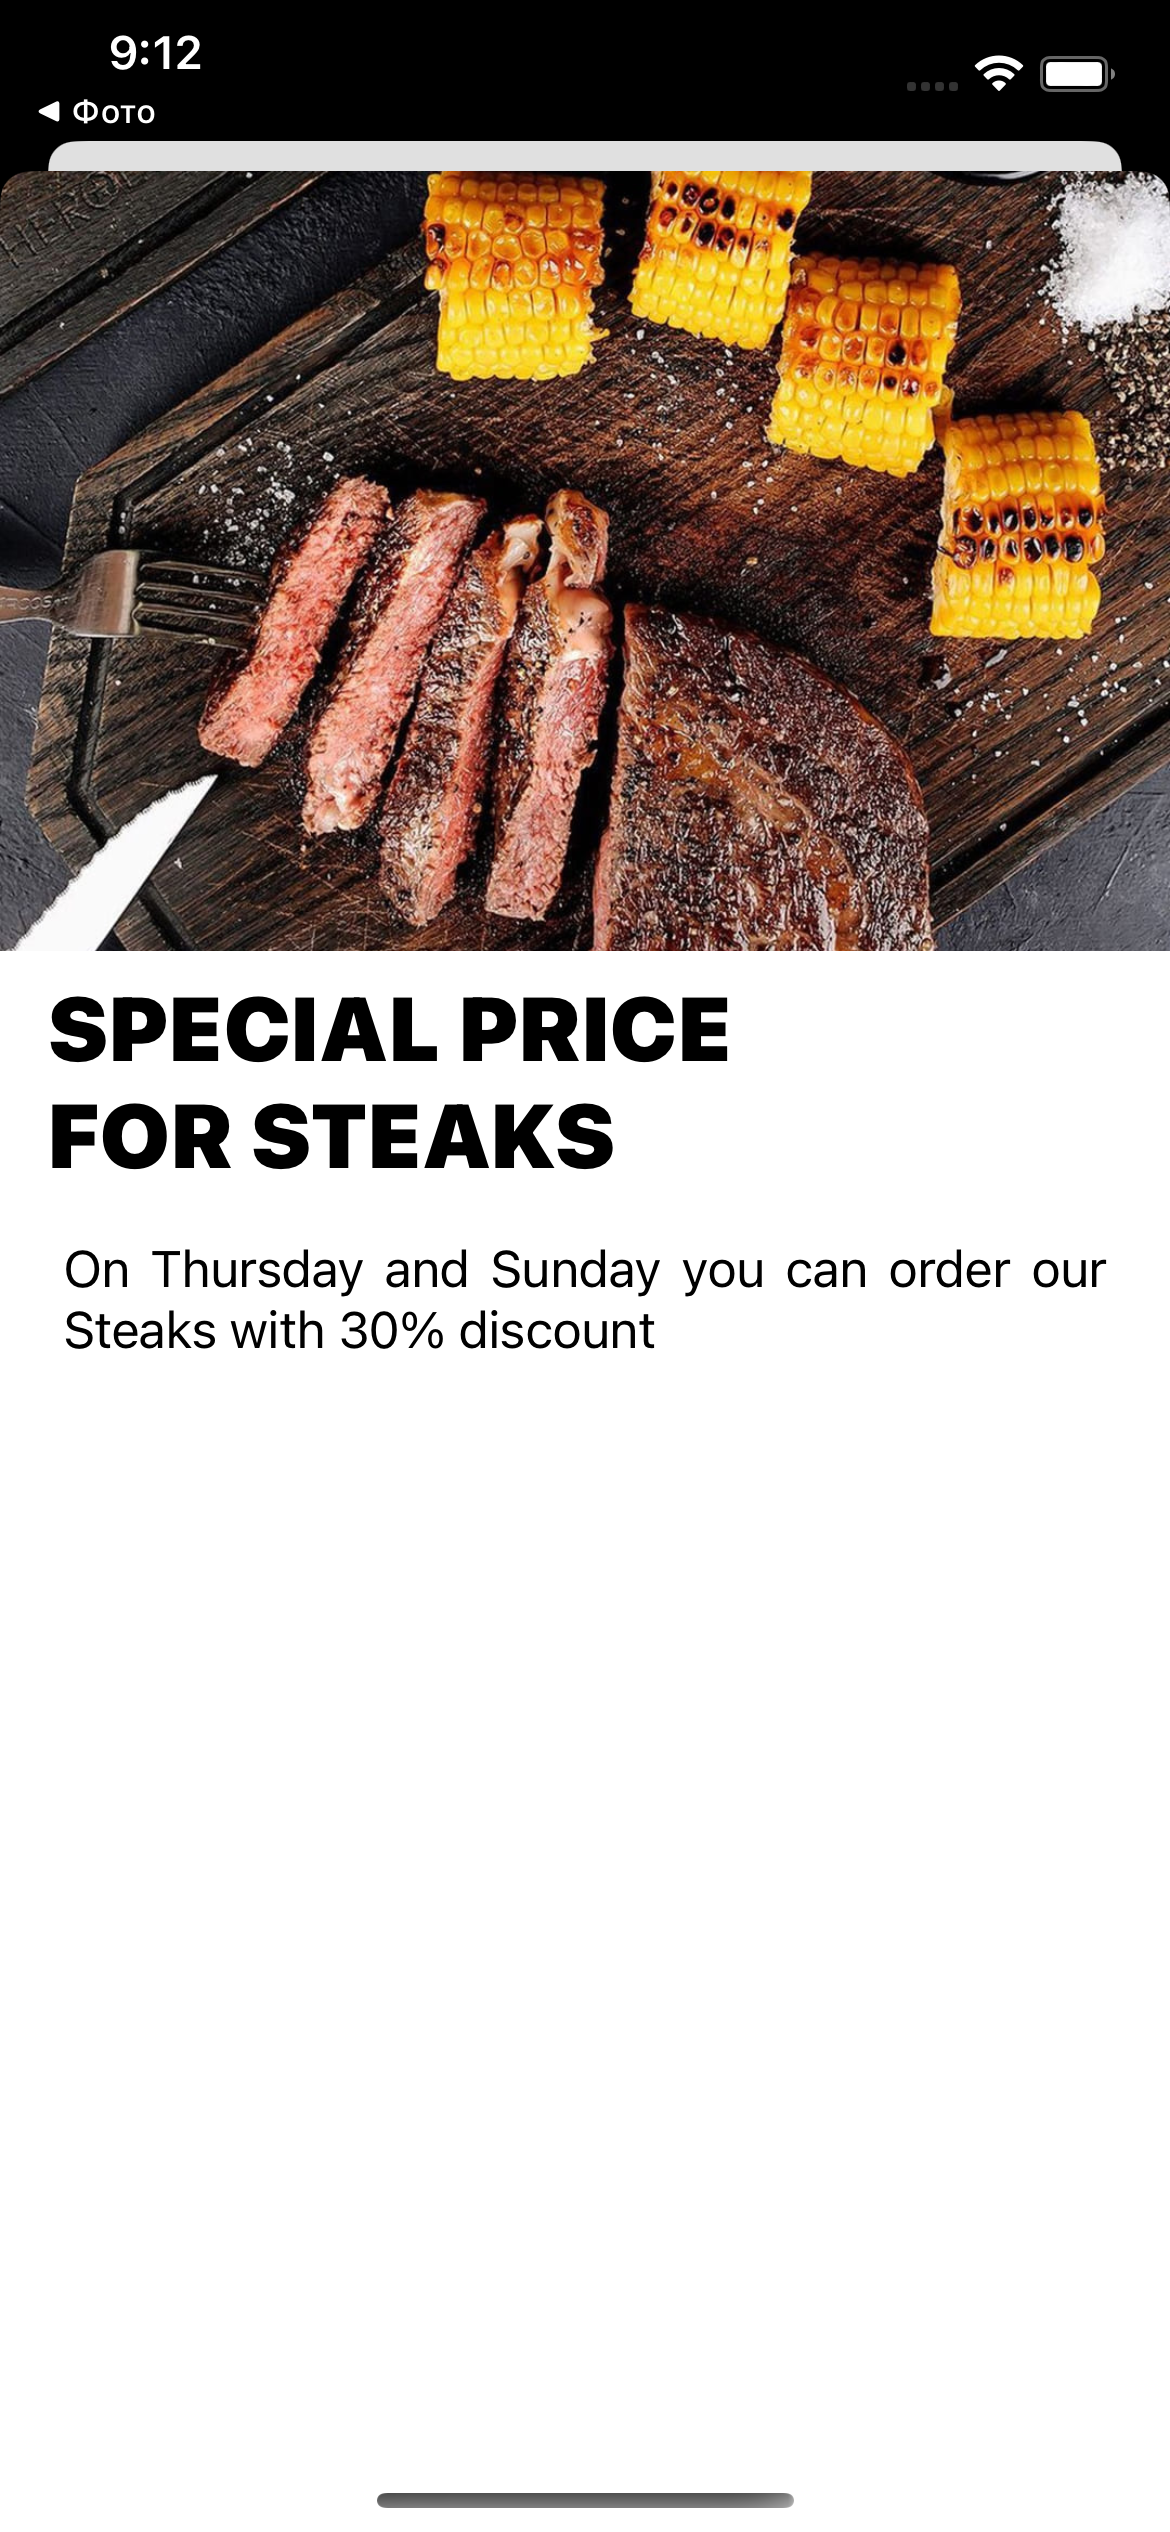 9:12
◀ Фото
SPECIAL PRICE
FOR STEAKS
On Thursday and Sunday you can order our
Steaks with 30% discount